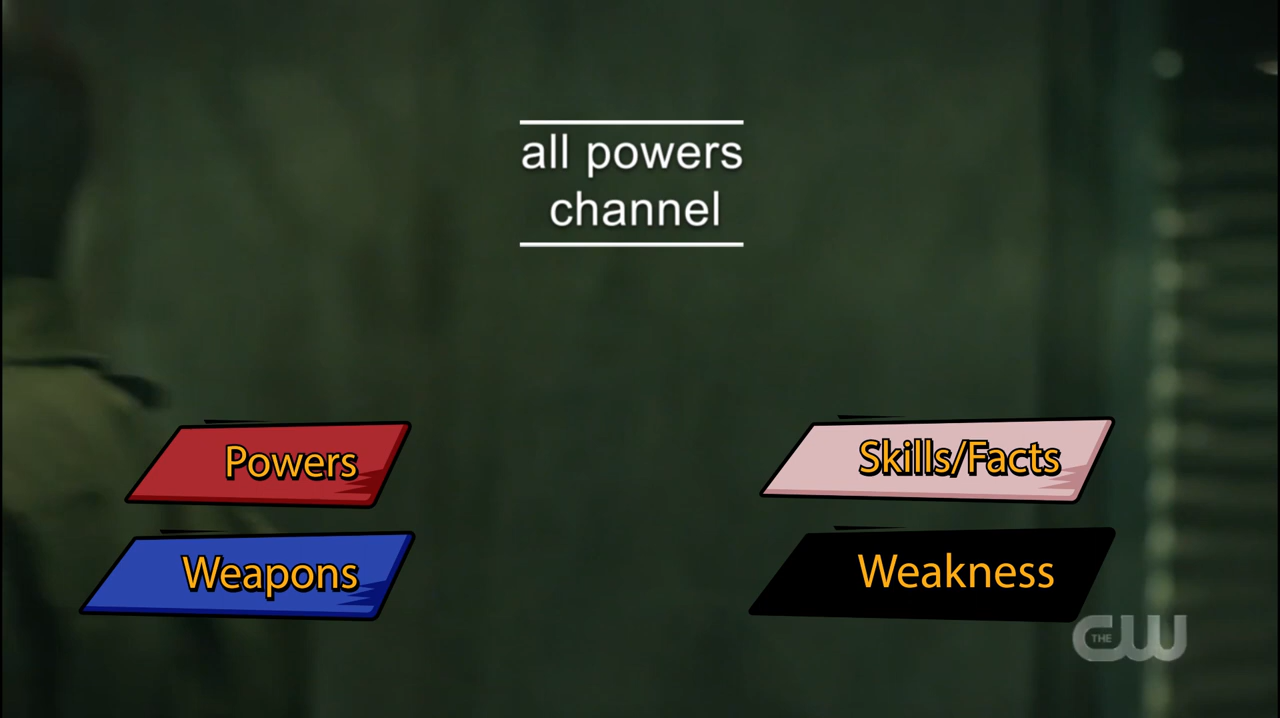 all powers
channel
Powers
Skills/Facts
Weapons
Weakness
THE CW